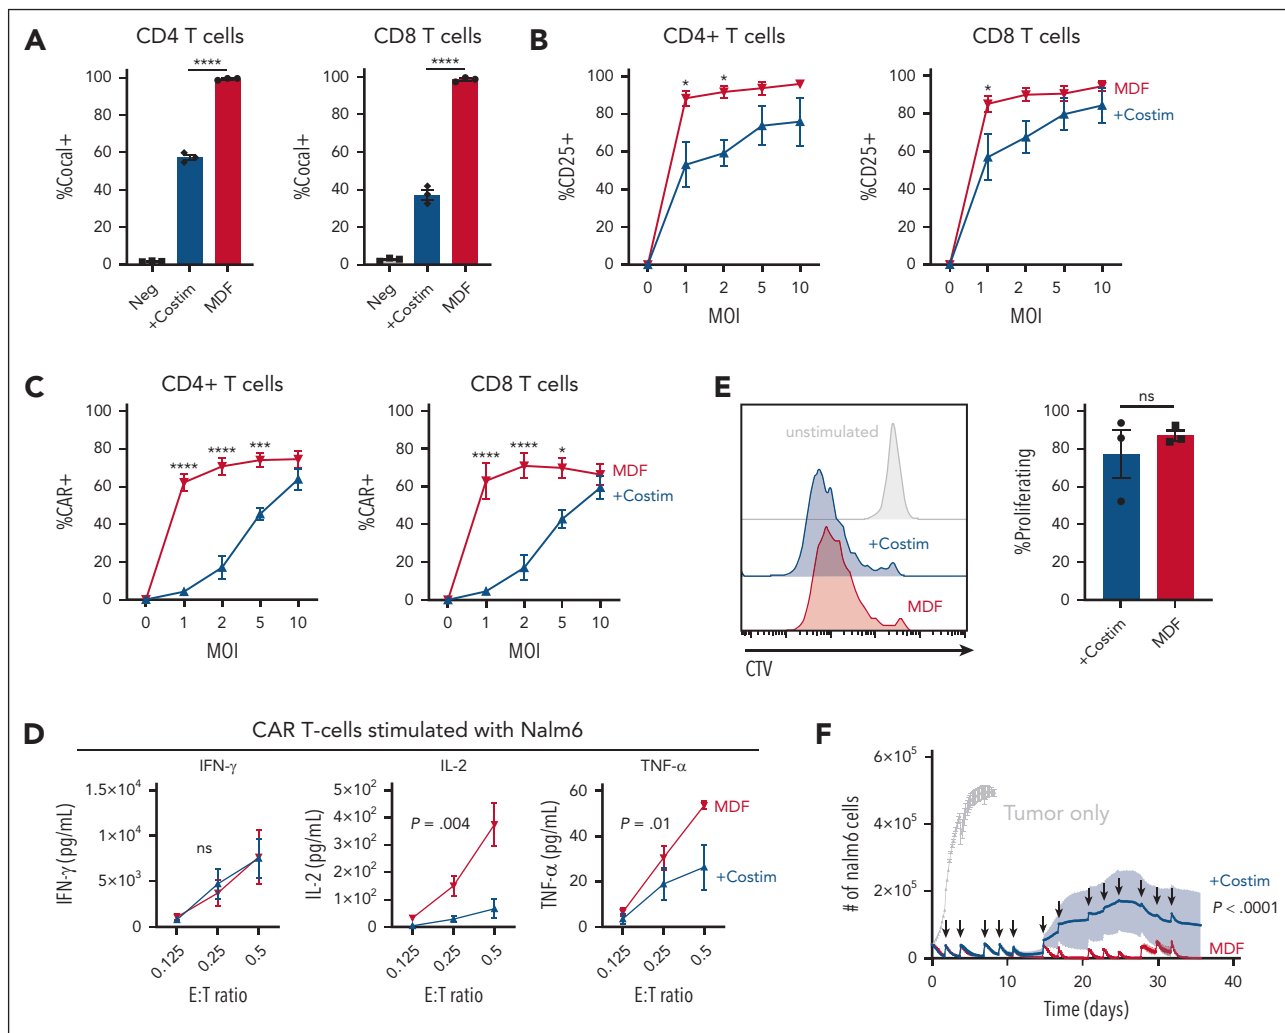 A
CD4 T cells
CD8 T cells
%Cocal+
100
80
60
40
20
0
****
Neg
+Costim
MDF
%Cocal+
100
80
60
40
20
0
****
Neg
+Costim
MDF
B
CD4+ T cells
CD8 T cells
%CD25+
100
80
60
40
20
0
*
*
0 1 2 5 10
MOI
%CD25+
100
80
60
40
20
0
*
MDF
+Costim
0 1 2 5 10
MOI
C
CD4+ T cells
CD8 T cells
%CAR+
100
80
60
40
20
0
****
****
***
0 1 2 5 10
MOI
%CAR+
100
80
60
40
20
0
****
****
*
MDF
+Costim
0 1 2 5 10
MOI
E
unstimulated
+Costim
MDF
CTV
%Proliferating
100
80
60
40
80
100
ns
+Costim
MDF
D
CAR T-cells stimulated with Nalm6
IFN-γ
IFN-γ (pg/mL)
1.5×10⁴
1×10⁴
5×10³
0
ns
0.125
0.25
0.5
E:T ratio
IL-2
IL-2 (pg/mL)
5×10²
4×10²
3×10²
2×10²
1×10²
0
P = .004
0.125
0.25
0.5
E:T ratio
TNF-α
TNF-α (pg/mL)
60
40
20
0
P = .01
MDF
+Costim
0.125
0.25
0.5
E:T ratio
F
# of nalm6 cells
6×10⁵
4×10⁵
2×10⁵
0
Tumor only
+Costim
P < .0001
MDF
0 10 20 30 40
Time (days)